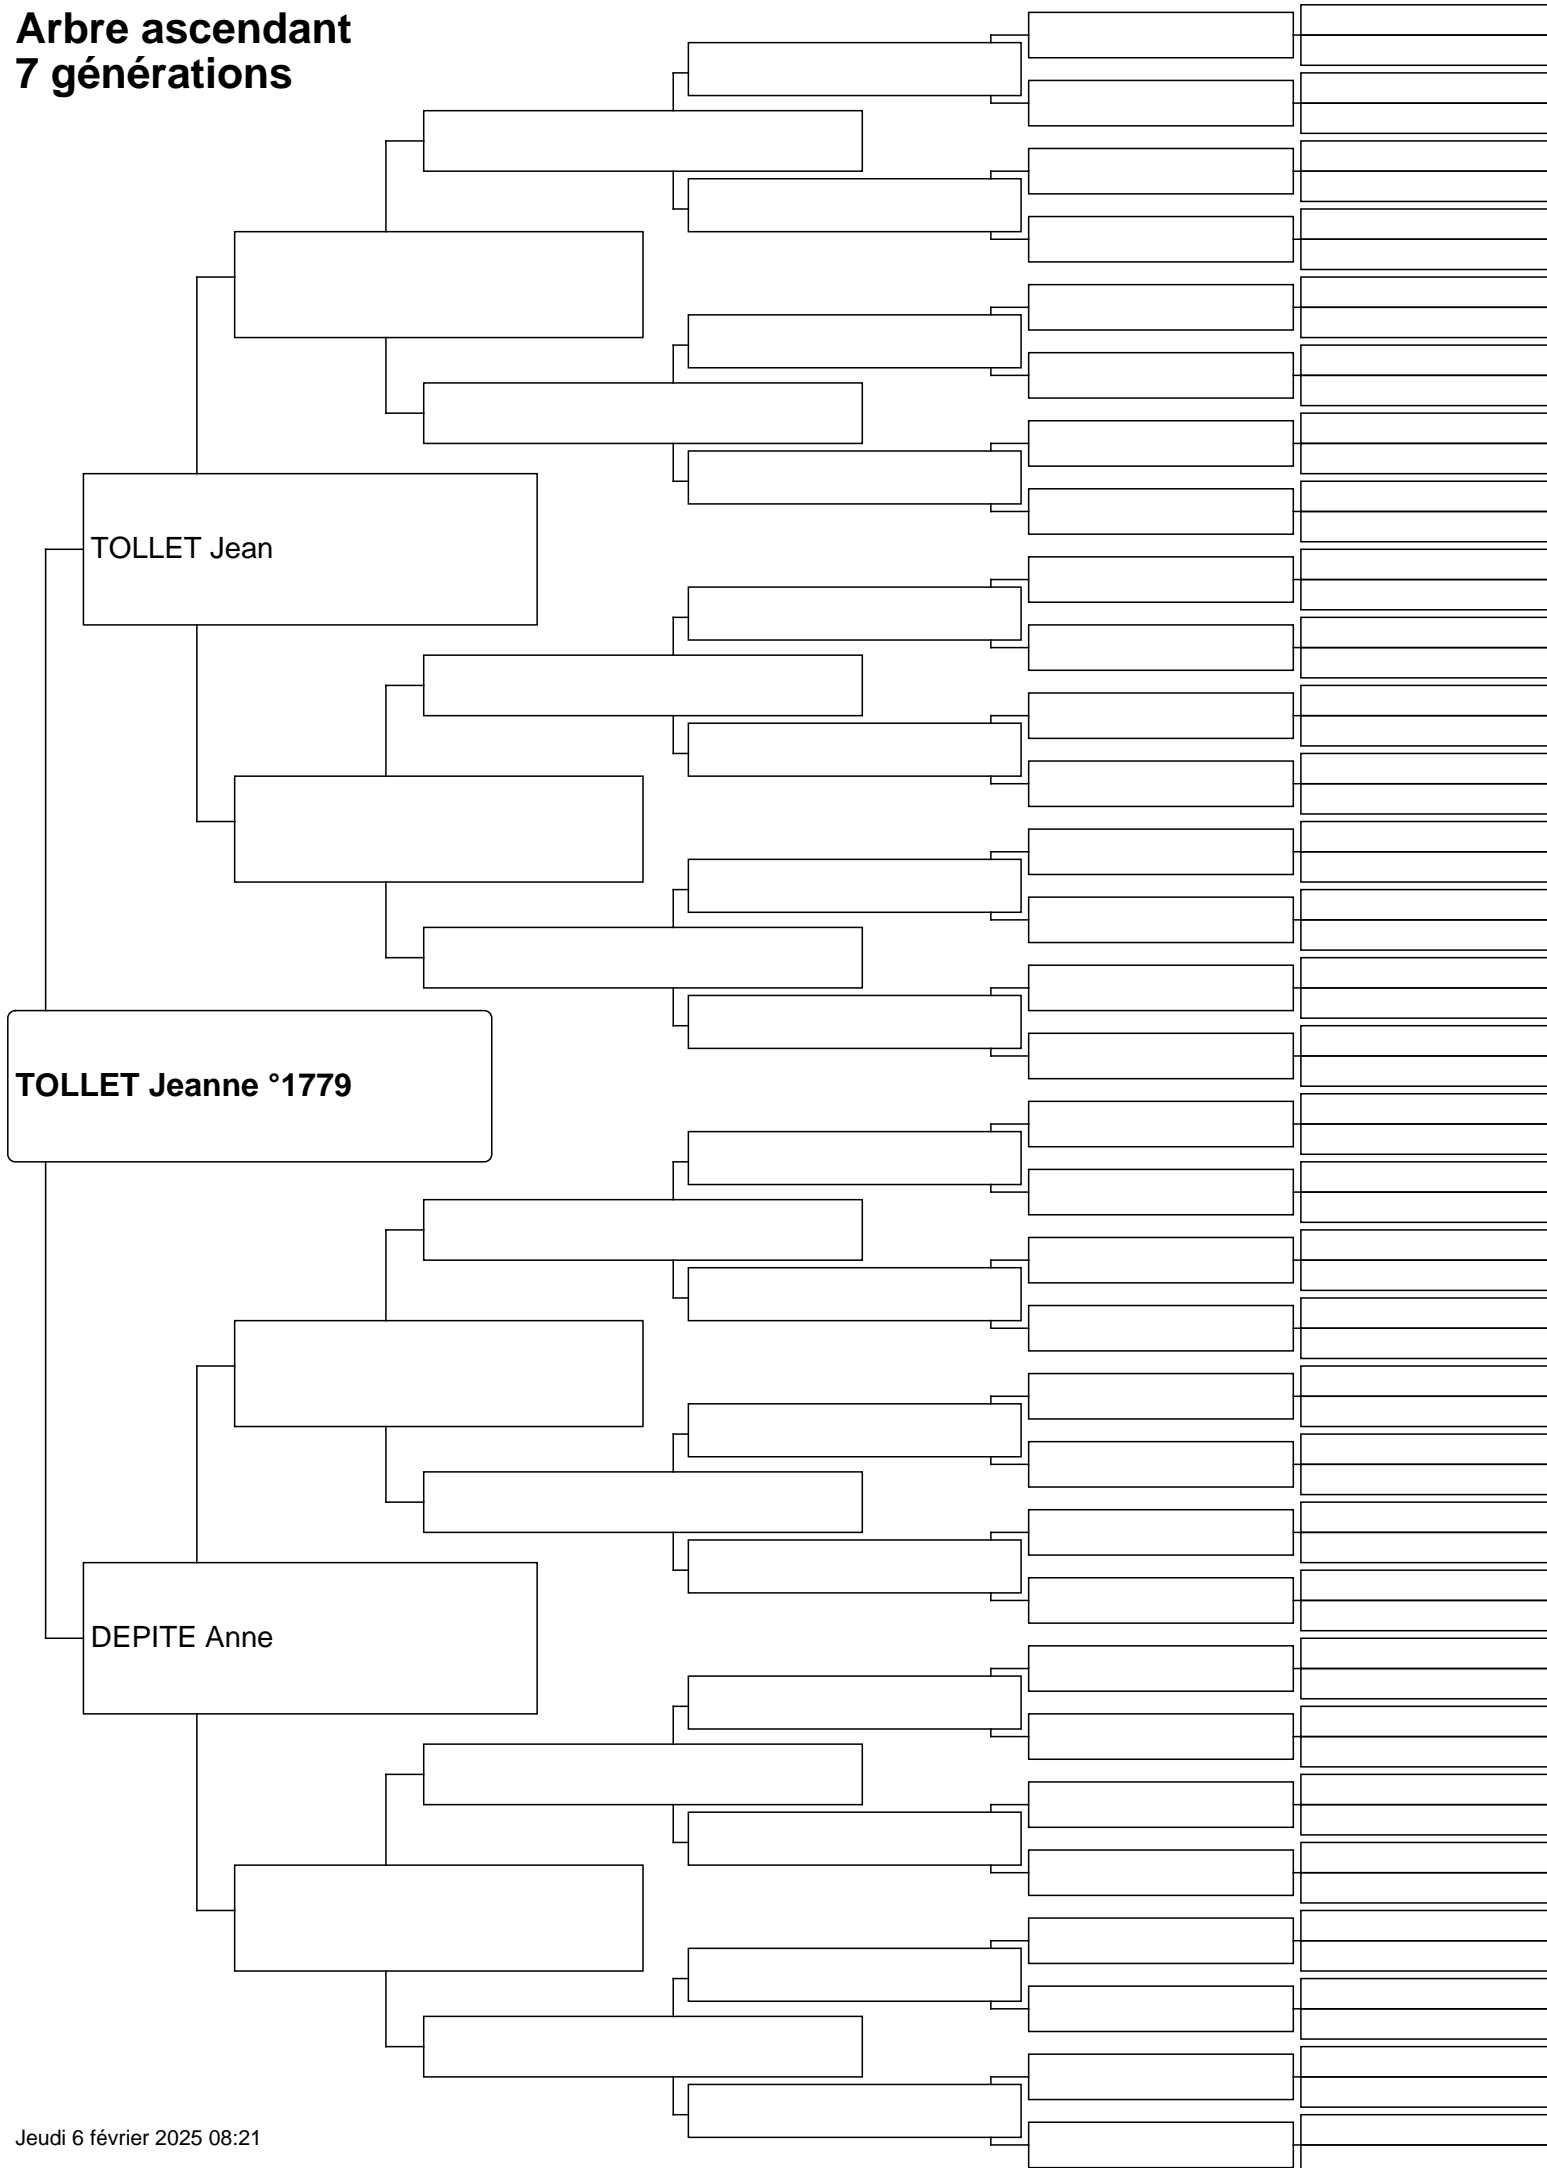 Arbre ascendant
7 générations
TOLLET Jean
TOLLET Jeanne °1779
DEPITE Anne
Jeudi 6 février 2025 08:21